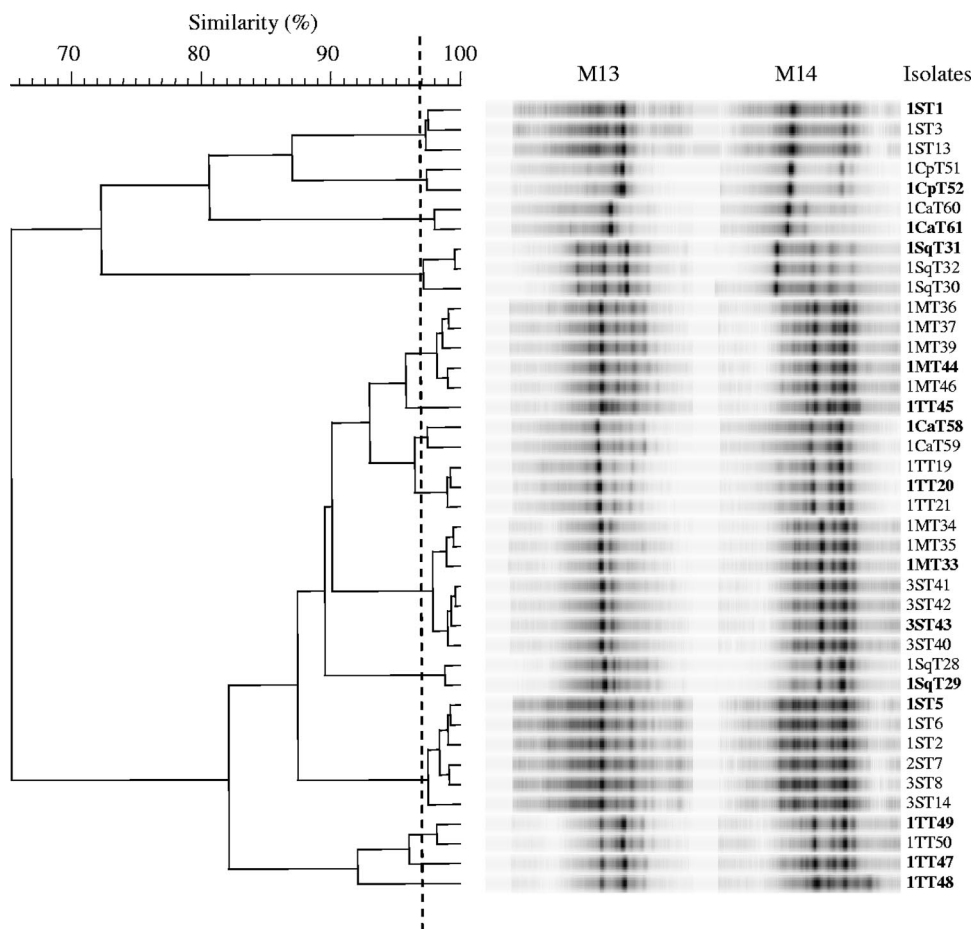 Similarity (%)
70 80 90 100
M13 M14 Isolates
1ST1
1ST3
1ST13
1CpT51
1CpT52
1CaT60
1CaT61
1SqT31
1SqT32
1SqT30
1MT36
1MT37
1MT39
1MT44
1MT46
1TT45
1CaT58
1CaT59
1TT19
1TT20
1TT21
1MT34
1MT35
1MT33
3ST41
3ST42
3ST43
3ST40
1SqT28
1SqT29
1ST5
1ST6
1ST2
2ST7
3ST8
3ST14
1TT49
1TT50
1TT47
1TT48